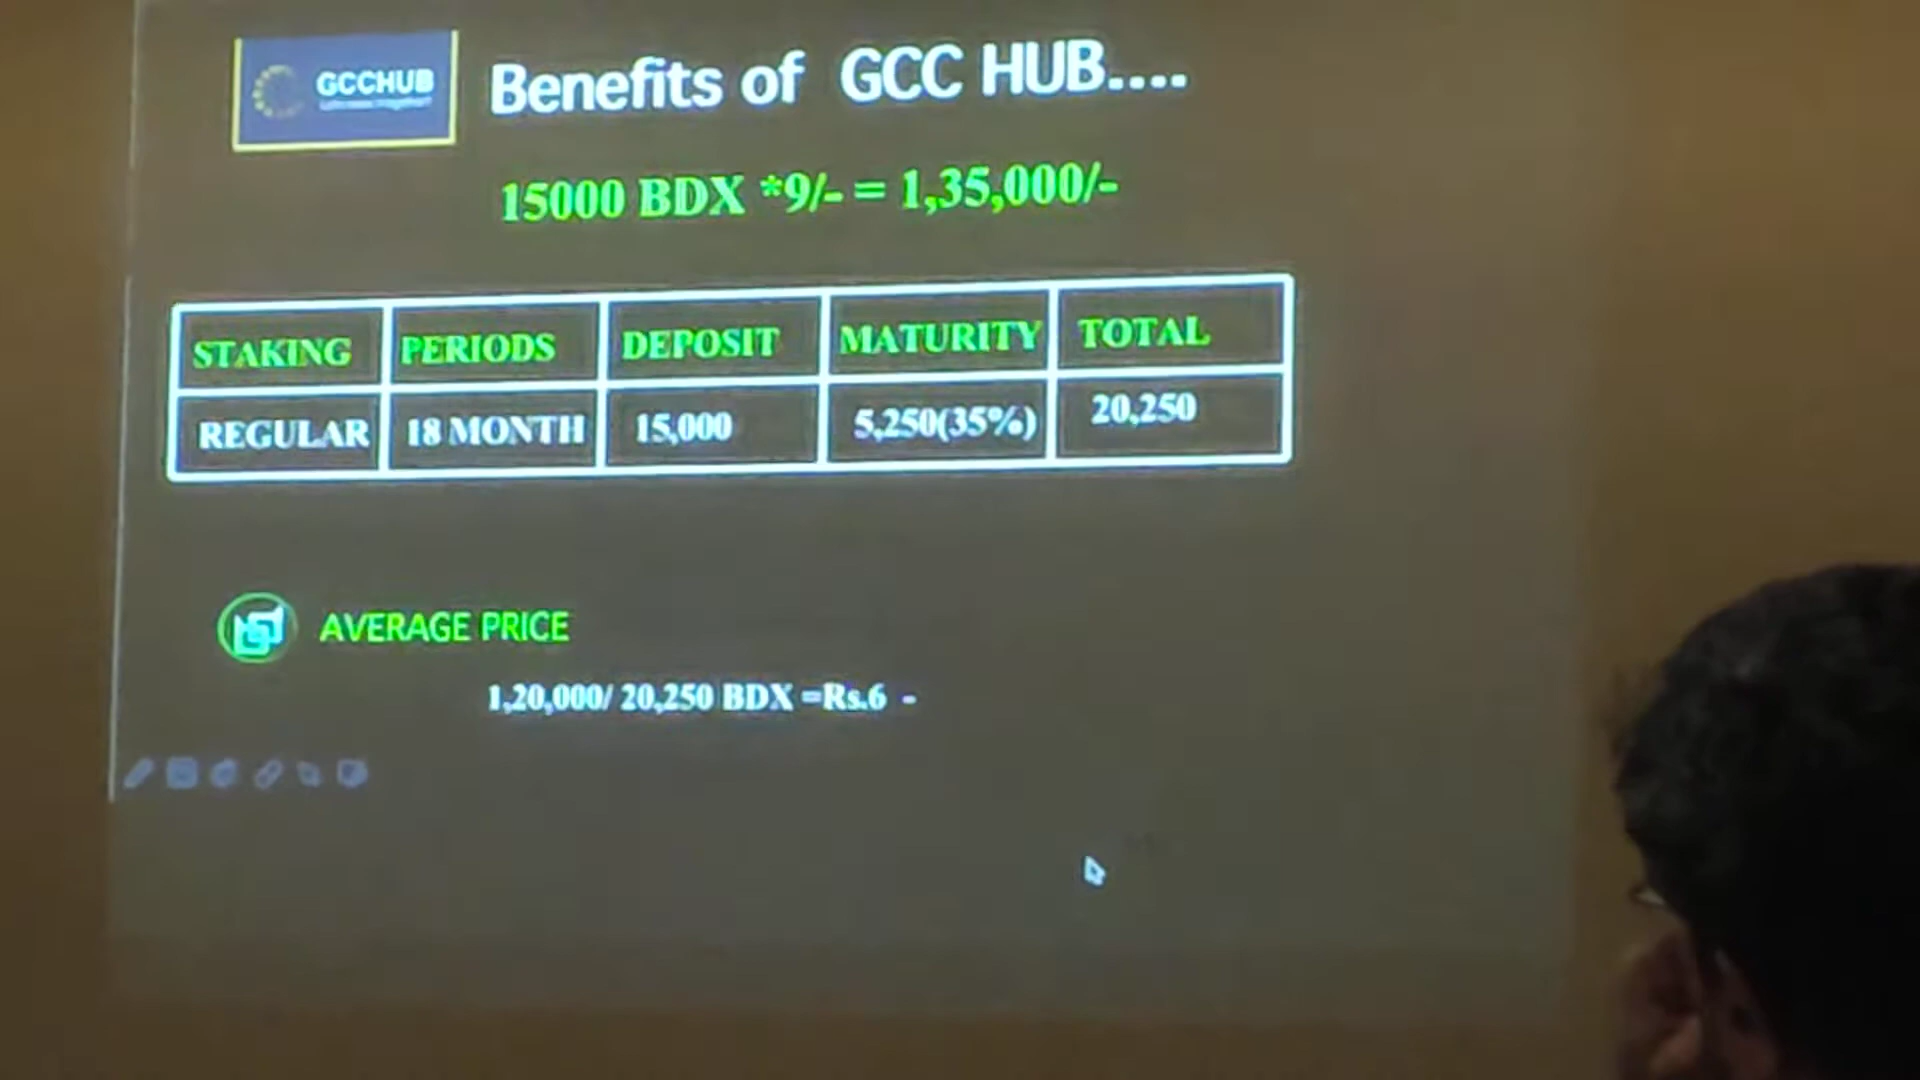 GCCHUB
Benefits of GCC HUB....
15000 BDX *9/- = 1,35,000/-
STAKING PERIODS DEPOSIT MATURITY TOTAL
REGULAR 18 MONTH 15,000 5,250(35%) 20,250
AVERAGE PRICE
1,20,000/ 20,250 BDX =Rs.6 -